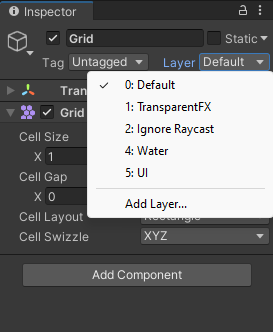 Inspector
Grid
Static
Tag Untagged Layer Default
0: Default
1: TransparentFX
2: Ignore Raycast
4: Water
5: UI
Add Layer...
Grid
Cell Size
X 1
Cell Gap
X 0
Cell Layout Rectangle
Cell Swizzle XYZ
Add Component